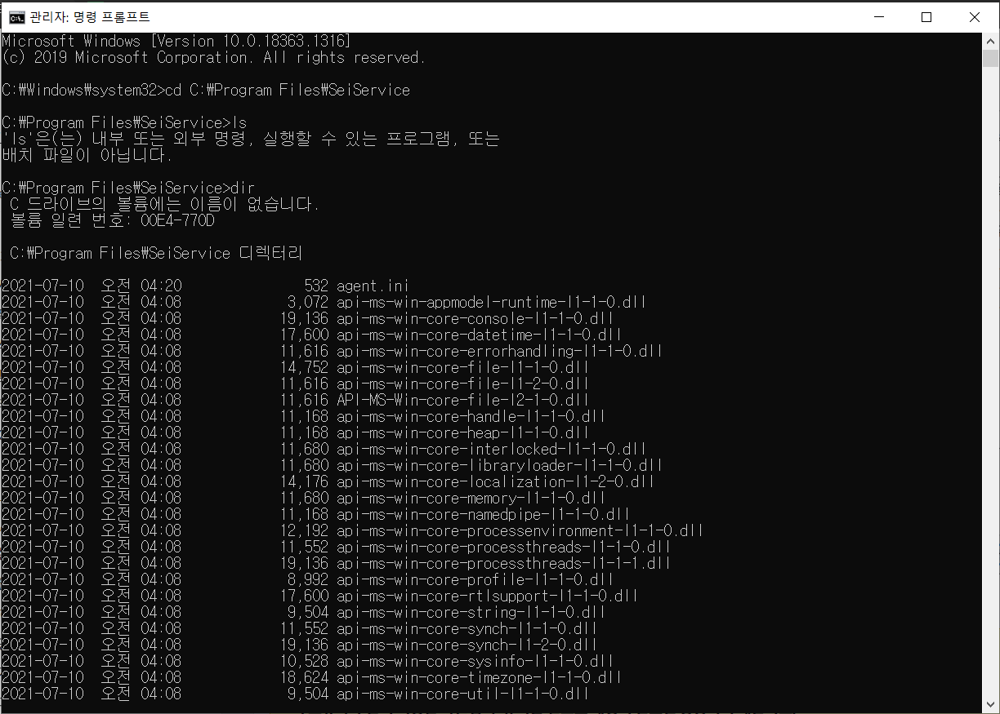 관리자: 명령 프롬프트
Microsoft Windows [Version 10.0.18363.1316]
(c) 2019 Microsoft Corporation. All rights reserved.
C:₩Windows₩system32>cd C:₩Program Files₩SeiService
C:₩Program Files₩SeiService>ls
'ls'은(는) 내부 또는 외부 명령, 실행할 수 있는 프로그램, 또는
배치 파일이 아닙니다.
C:₩Program Files₩SeiService>dir
C 드라이브의 볼륨에는 이름이 없습니다.
볼륨 일련 번호: 00E4-770D
C:₩Program Files₩SeiService 디렉터리
2021-07-10 오전 04:20 532 agent.ini
2021-07-10 오전 04:08 3,072 api-ms-win-appmodel-runtime-l1-1-0.dll
2021-07-10 오전 04:08 19,136 api-ms-win-core-console-l1-1-0.dll
2021-07-10 오전 04:08 17,600 api-ms-win-core-datetime-l1-1-0.dll
2021-07-10 오전 04:08 11,616 api-ms-win-core-errorhandling-l1-1-0.dll
2021-07-10 오전 04:08 14,752 api-ms-win-core-file-l1-1-0.dll
2021-07-10 오전 04:08 11,616 api-ms-win-core-file-l1-2-0.dll
2021-07-10 오전 04:08 11,616 API-MS-Win-core-file-l2-1-0.dll
2021-07-10 오전 04:08 11,168 api-ms-win-core-handle-l1-1-0.dll
2021-07-10 오전 04:08 11,168 api-ms-win-core-heap-l1-1-0.dll
2021-07-10 오전 04:08 11,680 api-ms-win-core-interlocked-l1-1-0.dll
2021-07-10 오전 04:08 11,680 api-ms-win-core-libraryloader-l1-1-0.dll
2021-07-10 오전 04:08 14,176 api-ms-win-core-localization-l1-2-0.dll
2021-07-10 오전 04:08 11,680 api-ms-win-core-memory-l1-1-0.dll
2021-07-10 오전 04:08 11,168 api-ms-win-core-namedpipe-l1-1-0.dll
2021-07-10 오전 04:08 12,192 api-ms-win-core-processenvironment-l1-1-0.dll
2021-07-10 오전 04:08 11,552 api-ms-win-core-processthreads-l1-1-0.dll
2021-07-10 오전 04:08 19,136 api-ms-win-core-processthreads-l1-1-1.dll
2021-07-10 오전 04:08 8,992 api-ms-win-core-profile-l1-1-0.dll
2021-07-10 오전 04:08 17,600 api-ms-win-core-rtlsupport-l1-1-0.dll
2021-07-10 오전 04:08 9,504 api-ms-win-core-string-l1-1-0.dll
2021-07-10 오전 04:08 11,552 api-ms-win-core-synch-l1-1-0.dll
2021-07-10 오전 04:08 19,136 api-ms-win-core-synch-l1-2-0.dll
2021-07-10 오전 04:08 10,528 api-ms-win-core-sysinfo-l1-1-0.dll
2021-07-10 오전 04:08 18,624 api-ms-win-core-timezone-l1-1-0.dll
2021-07-10 오전 04:08 9,504 api-ms-win-core-util-l1-1-0.dll